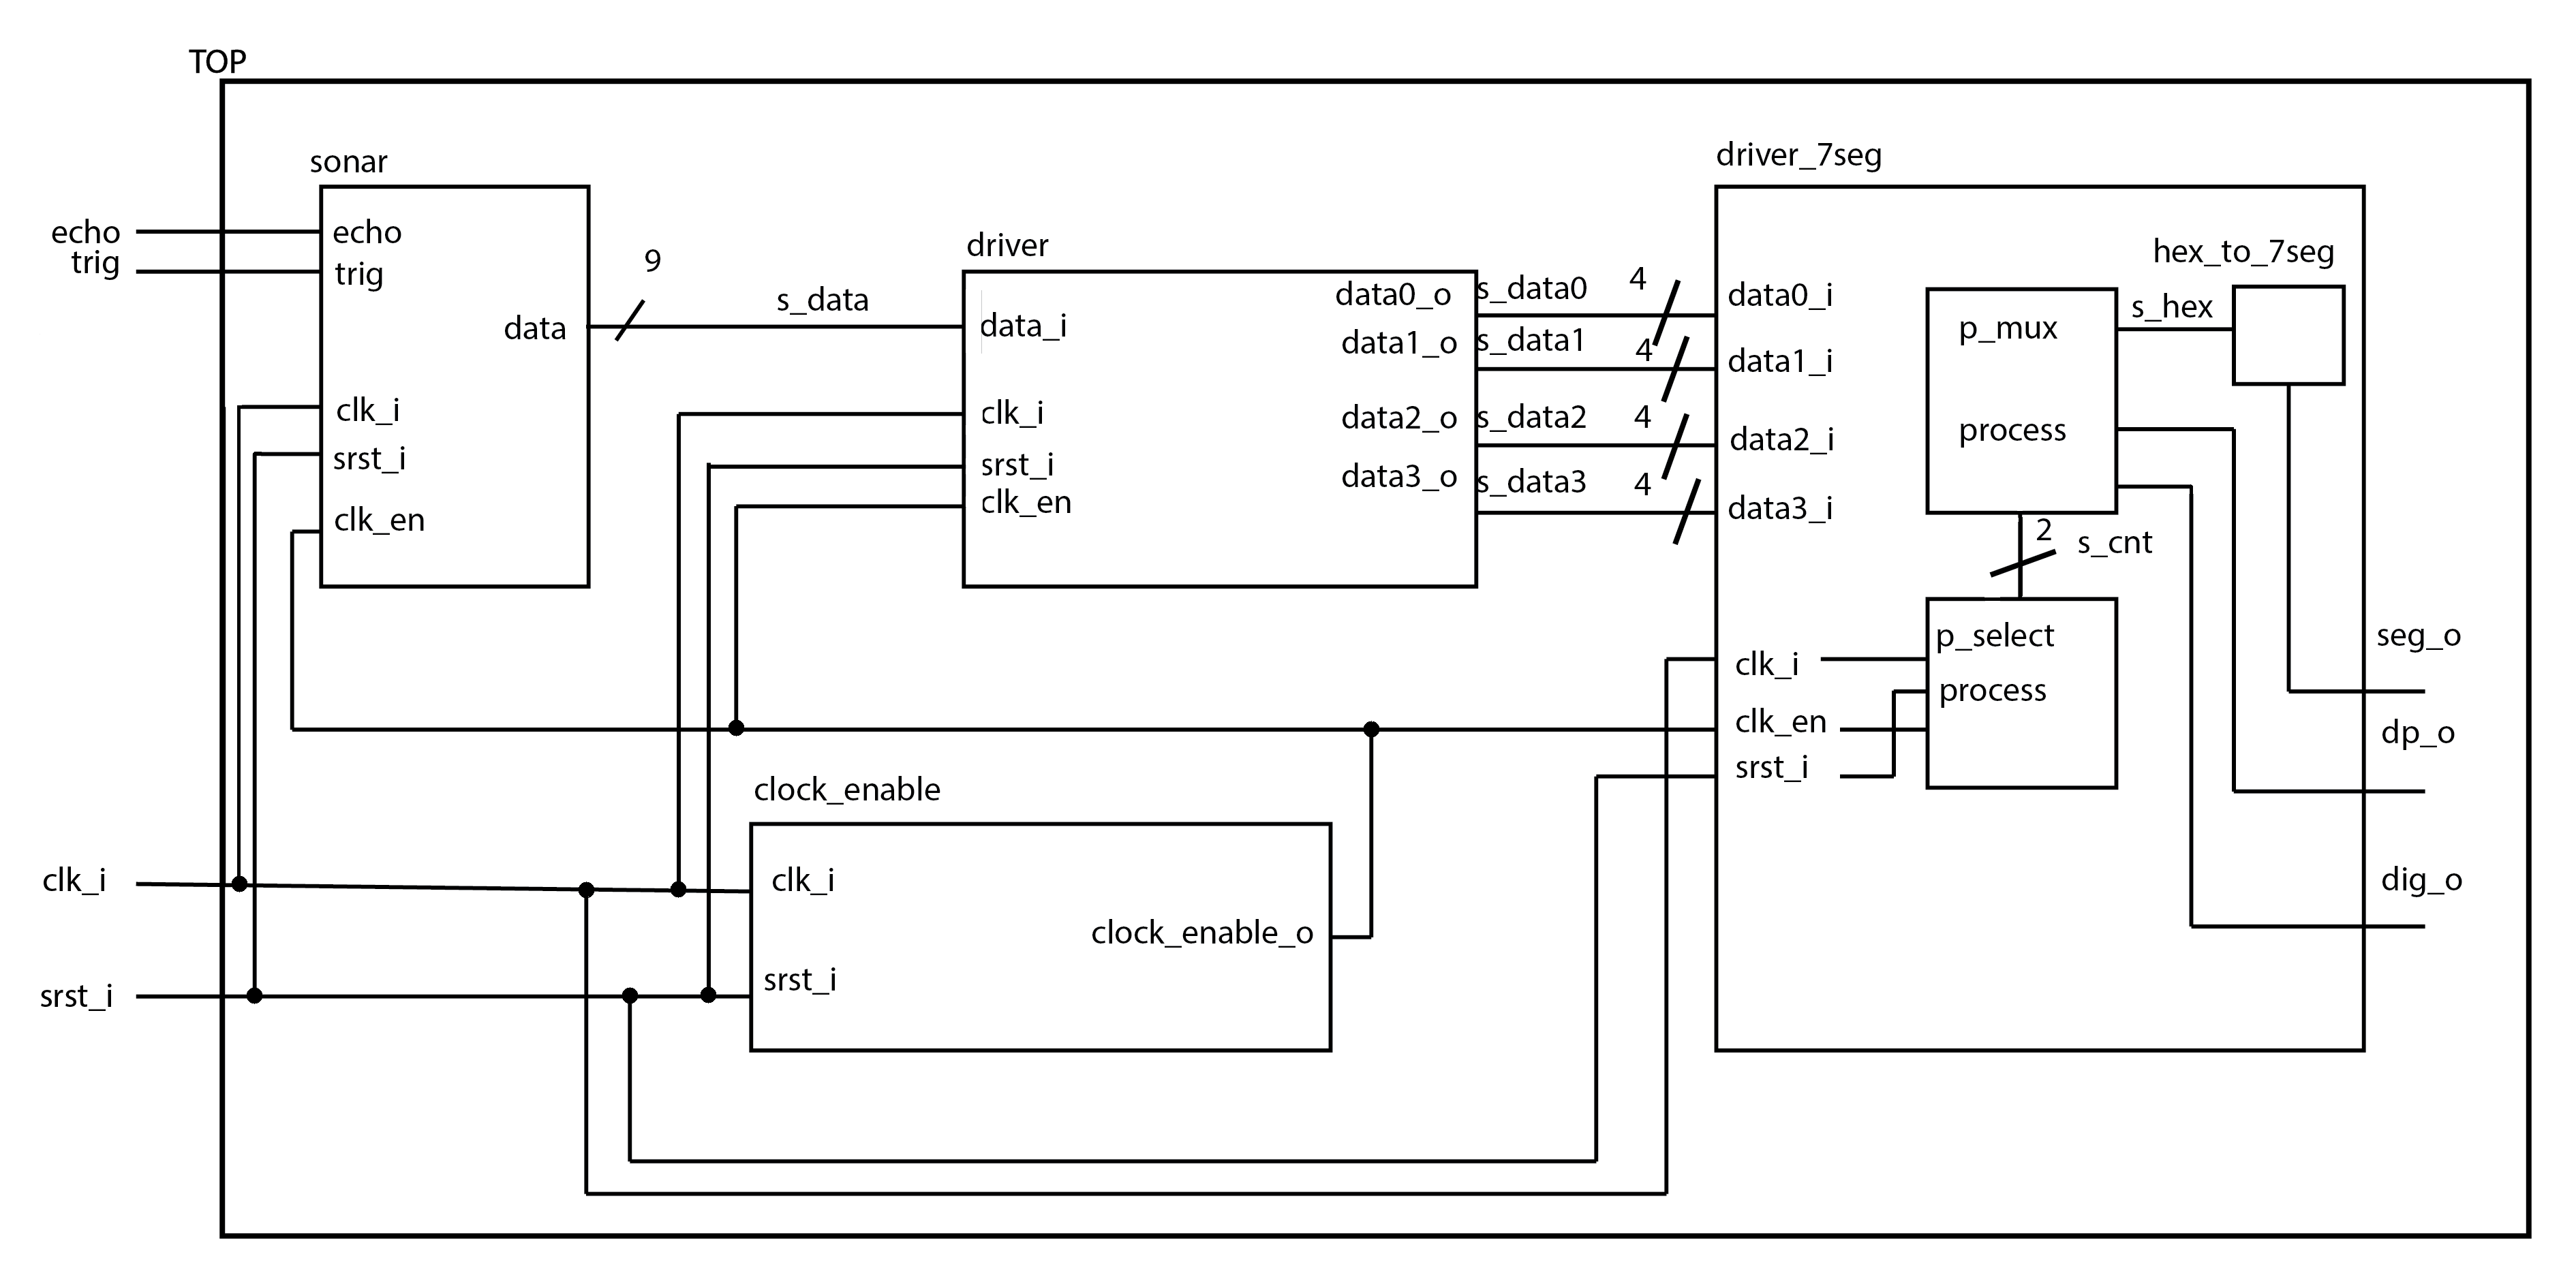 TOP
sonar
echo
trig
echo
trig
data
clk_i
srst_i
clk_en
9
s_data
driver
data_i
clk_i
srst_i
clk_en
data0_o
data1_o
data2_o
data3_o
s_data0
4
s_data1
4
s_data2
4
s_data3
4
driver_7seg
data0_i
data1_i
data2_i
data3_i
clk_i
clk_en
srst_i
p_mux
process
s_hex
hex_to_7seg
2
s_cnt
p_select
process
seg_o
dp_o
dig_o
clock_enable
clk_i
srst_i
clock_enable_o
clk_i
srst_i